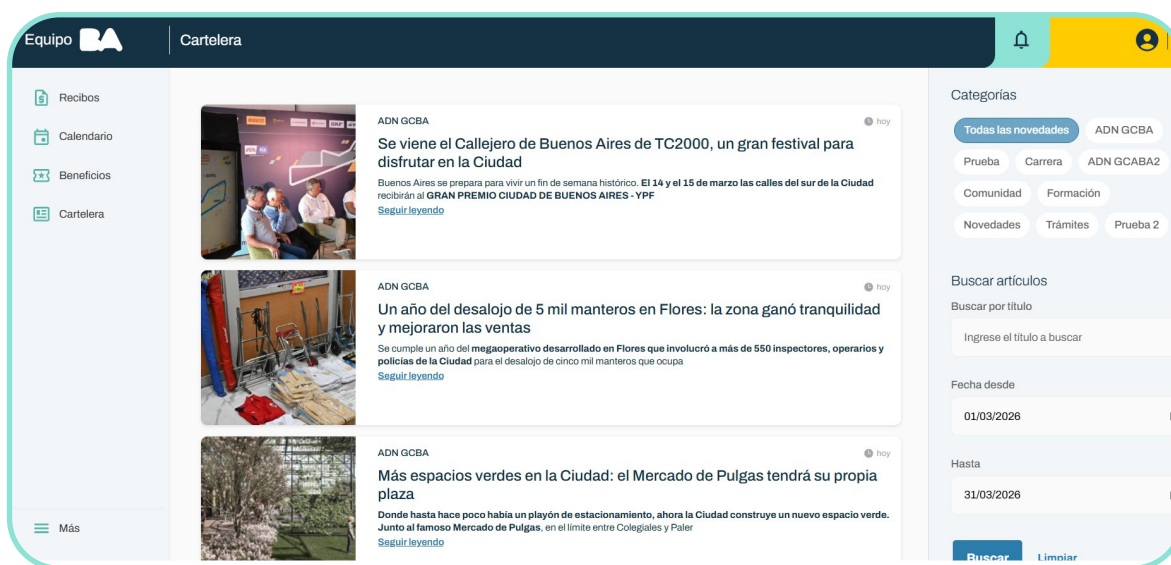 Equipo BA
Cartelera
Recibos
Calendario
Beneficios
Cartelera
Más
ADN GCBA
hoy
Se viene el Callejero de Buenos Aires de TC2000, un gran festival para
disfrutar en la Ciudad
Buenos Aires se prepara para vivir un fin de semana histórico. El 14 y el 15 de marzo las calles del sur de la Ciudad
recibirán al GRAN PREMIO CIUDAD DE BUENOS AIRES - YPF
Seguir leyendo
ADN GCBA
hoy
Un año del desalojo de 5 mil manteros en Flores: la zona ganó tranquilidad
y mejoraron las ventas
Se cumple un año del megaoperativo desarrollado en Flores que involucró a más de 550 inspectores, operarios y
policías de la Ciudad para el desalojo de cinco mil manteros que ocupa
Seguir leyendo
ADN GCBA
hoy
Más espacios verdes en la Ciudad: el Mercado de Pulgas tendrá su propia
plaza
Donde hasta hace poco había un playón de estacionamiento, ahora la Ciudad construye un nuevo espacio verde.
Junto al famoso Mercado de Pulgas, en el límite entre Colegiales y Paler
Seguir leyendo
Categorías
Todas las novedades ADN GCBA
Prueba Carrera ADN GCABA2
Comunidad Formación
Novedades Trámites Prueba 2
Buscar artículos
Buscar por título
Ingrese el título a buscar
Fecha desde
01/03/2026
Hasta
31/03/2026
Buscar Limpiar